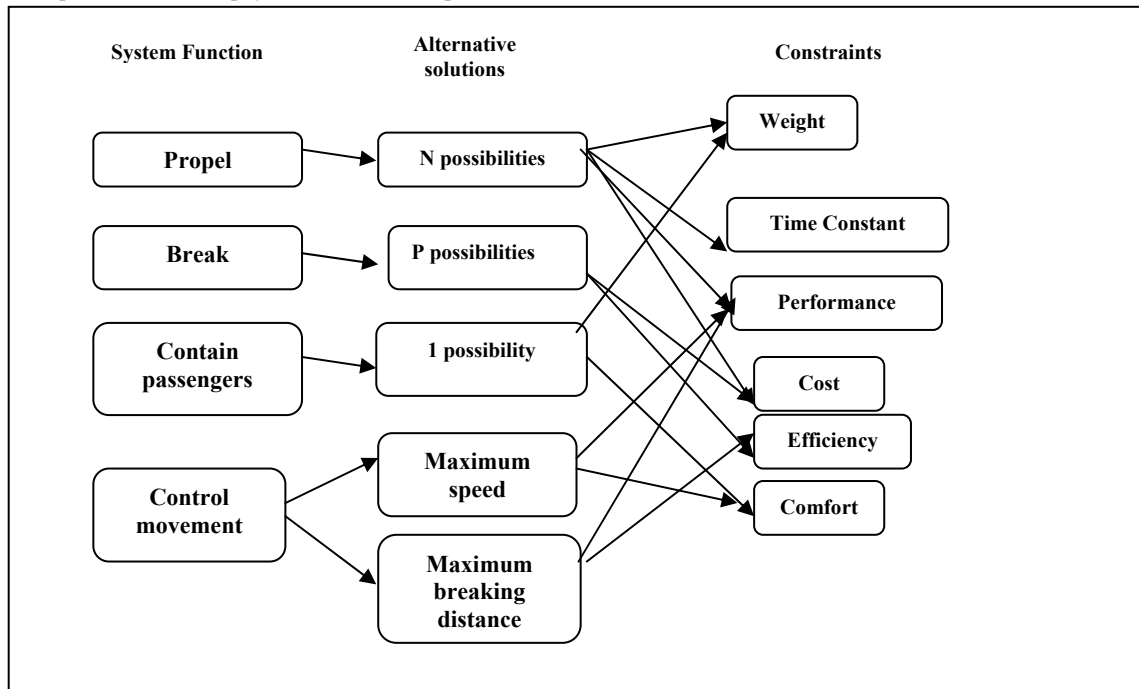 System Function
Alternative
solutions
Constraints
Propel
N possibilities
Weight
Time Constant
Break
P possibilities
Performance
Contain
passengers
1 possibility
Cost
Efficiency
Control
movement
Maximum
speed
Comfort
Maximum
breaking
distance